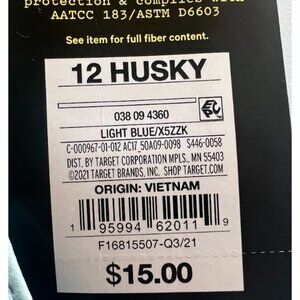 protection & complies with
AATCC 183/ASTM D6603
See item for full fiber content.
12 HUSKY
038 09 4360
LIGHT BLUE/X5ZZK
C-000967-01-012 AC17_50A09-0098 S446-0058
DIST. BY TARGET CORPORATION MPLS., MN 55403
©2021 TARGET BRANDS, INC. SHOP TARGET.COM
ORIGIN: VIETNAM
1 95994 62011 9
F16815507-Q3/21
$15.00